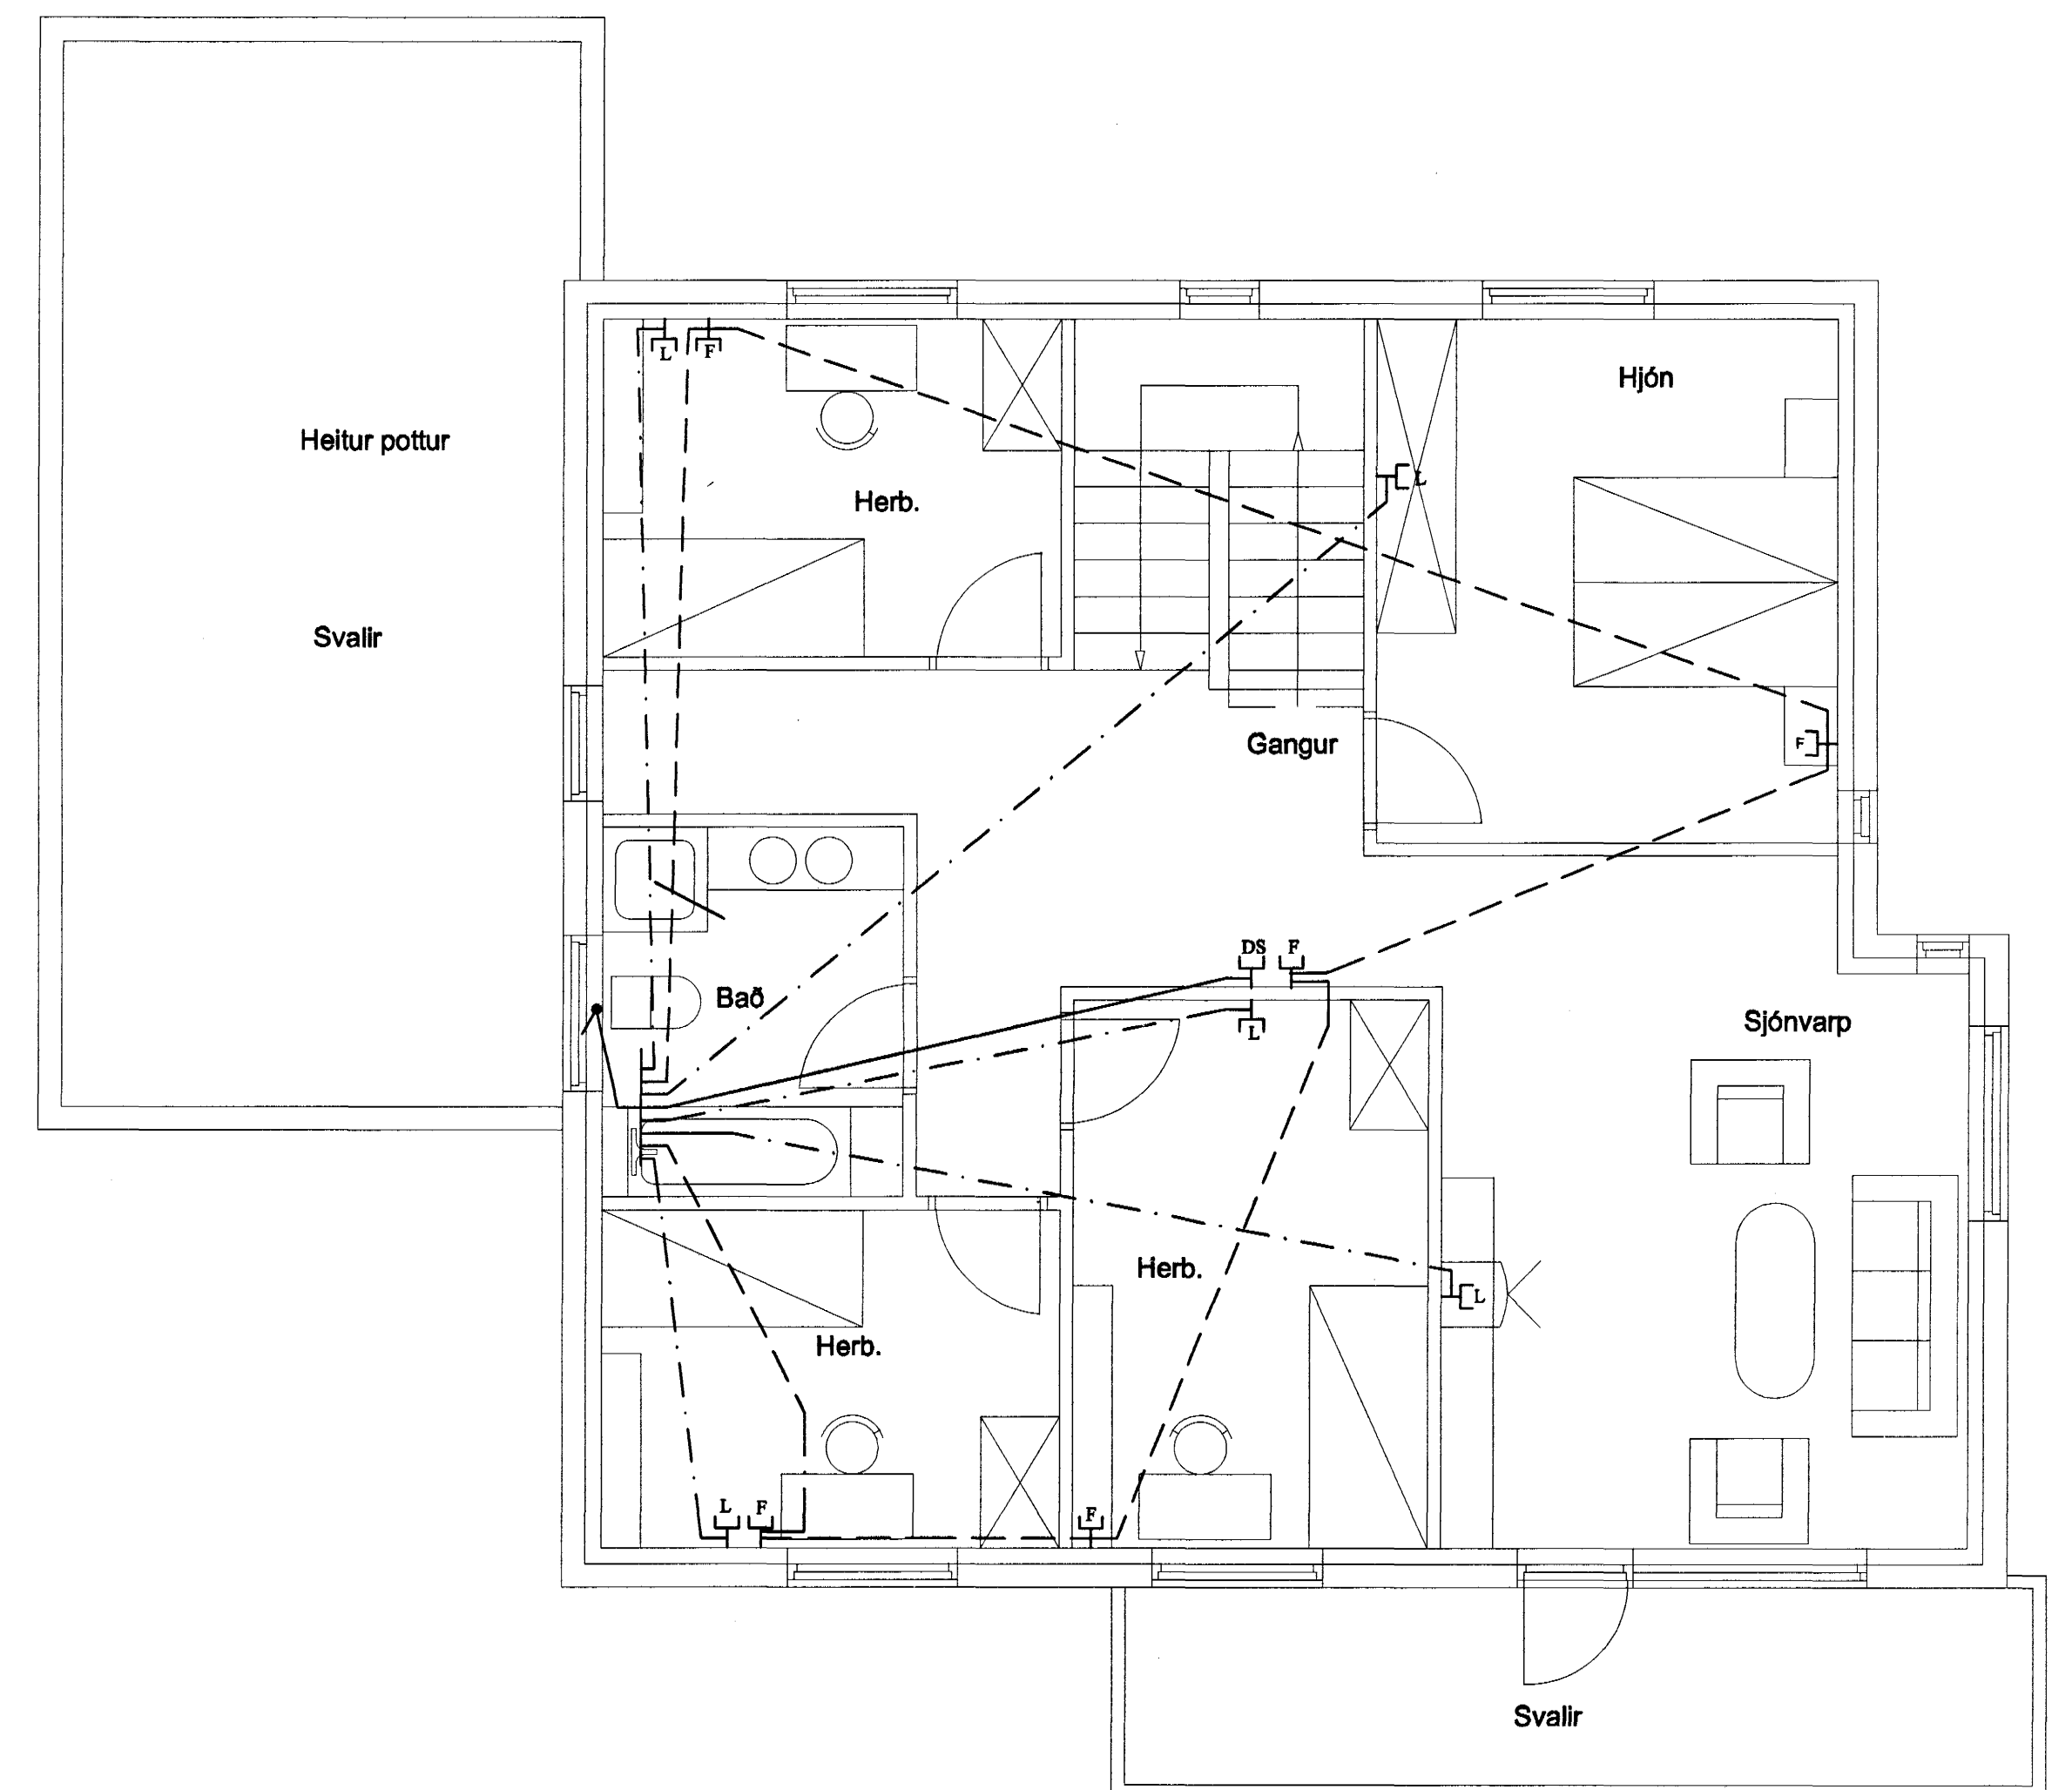 L F
Hjón
Heitur pottur
L
Herb.
Svalir
Gangur
F
DS F
Bað
Sjónvarp
L
Herb.
L
Herb.
L F
F
Svalir